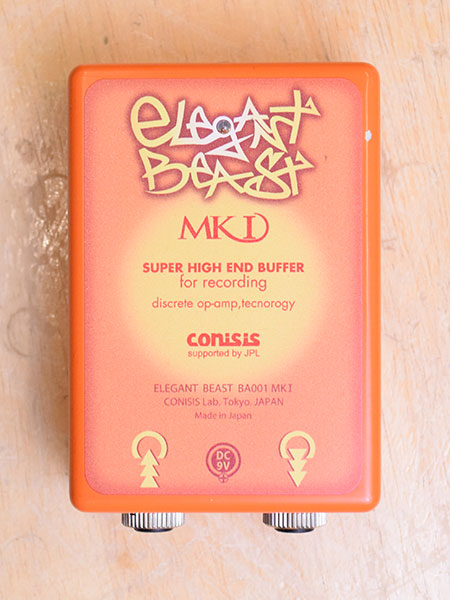 eLegANt
BeAst
MK I
SUPER HIGH END BUFFER
for recording
discrete op-amp,tecnorogy
conisis
supported by JPL
ELEGANT BEAST BA001 MK I
CONISIS Lab. Tokyo. JAPAN
Made in Japan
DC
9V